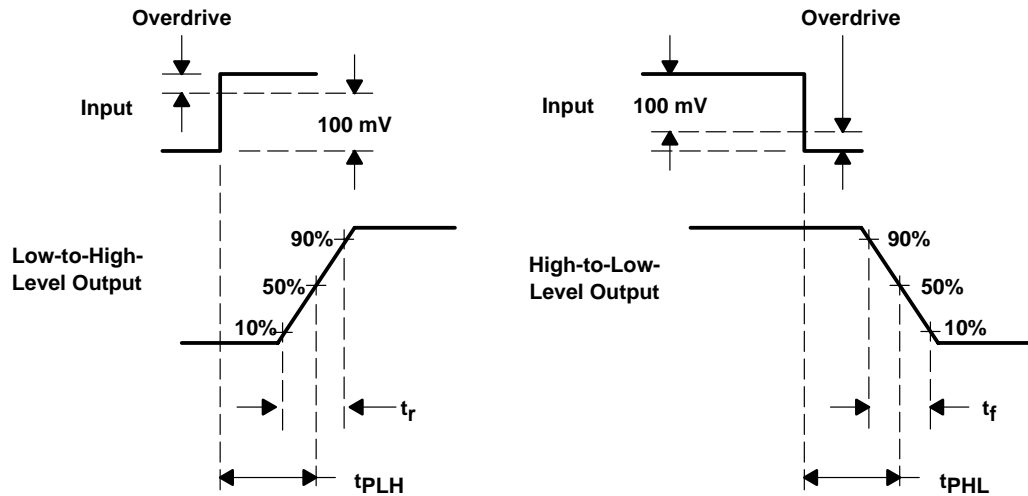 Overdrive
Input
100 mV
Low-to-High-
Level Output
90%
50%
10%
tr
tPLH
Overdrive
Input
100 mV
High-to-Low-
Level Output
90%
50%
10%
tf
tPHL